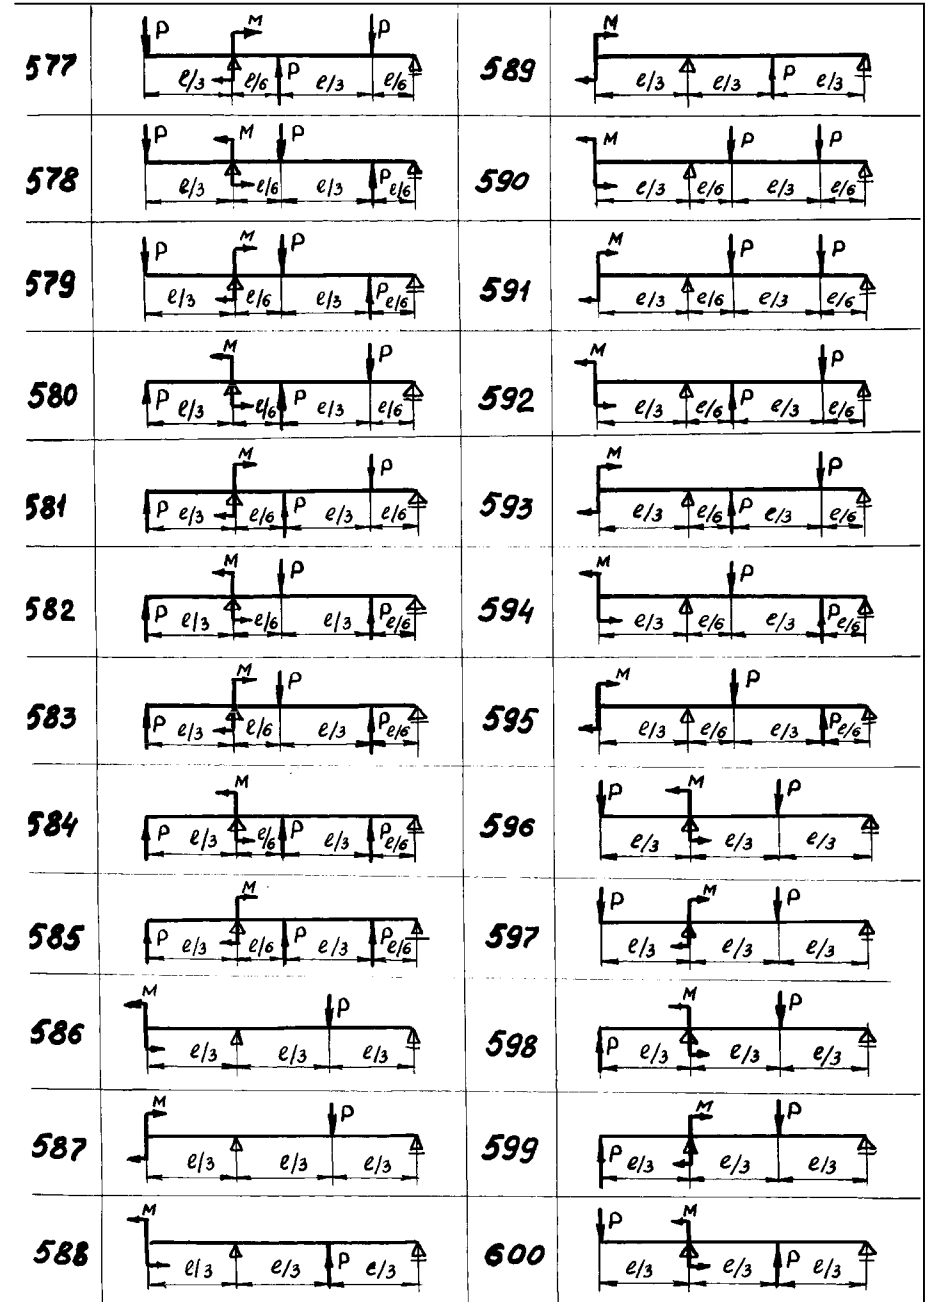 577 P M P ℓ/3 ℓ/6 P ℓ/3 ℓ/6
589 M ℓ/3 ℓ/3 P ℓ/3
578 P M P ℓ/3 ℓ/6 ℓ/3 P ℓ/6
590 M P P ℓ/3 ℓ/6 ℓ/3 ℓ/6
579 P M P ℓ/3 ℓ/6 ℓ/3 P ℓ/6
591 M P P ℓ/3 ℓ/6 ℓ/3 ℓ/6
580 M P P ℓ/3 ℓ/6 P ℓ/3 ℓ/6
592 M P ℓ/3 ℓ/6 P ℓ/3 ℓ/6
581 M P P ℓ/3 ℓ/6 P ℓ/3 ℓ/6
593 M P ℓ/3 ℓ/6 P ℓ/3 ℓ/6
582 M P P ℓ/3 ℓ/6 ℓ/3 P ℓ/6
594 M P ℓ/3 ℓ/6 ℓ/3 P ℓ/6
583 M P P ℓ/3 ℓ/6 ℓ/3 P ℓ/6
595 M P ℓ/3 ℓ/6 ℓ/3 P ℓ/6
584 M P ℓ/3 ℓ/6 P ℓ/3 P ℓ/6
596 P M P ℓ/3 ℓ/3 ℓ/3
585 M P ℓ/3 ℓ/6 P ℓ/3 P ℓ/6
597 P M P ℓ/3 ℓ/3 ℓ/3
586 M P ℓ/3 ℓ/3 ℓ/3
598 M P P ℓ/3 ℓ/3 ℓ/3
587 M P ℓ/3 ℓ/3 ℓ/3
599 M P P ℓ/3 ℓ/3 ℓ/3
588 M ℓ/3 ℓ/3 P ℓ/3
600 P M ℓ/3 ℓ/3 P ℓ/3